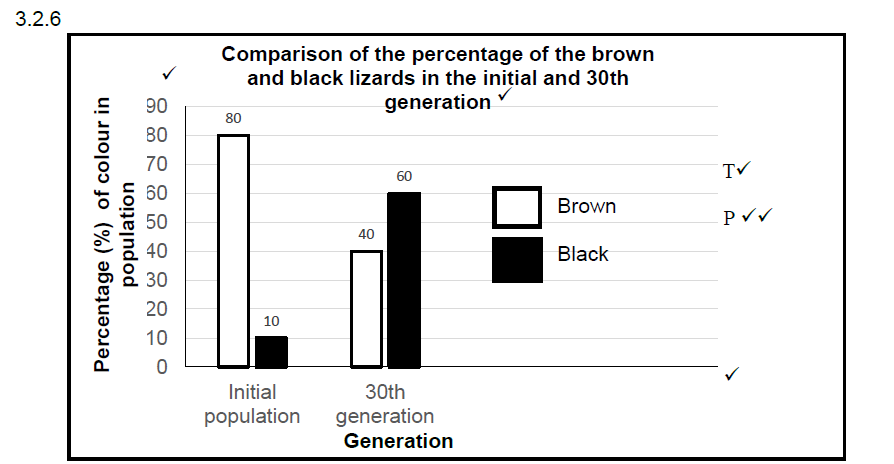 3.2.6
Comparison of the percentage of the brown
and black lizards in the initial and 30th
generation ✓
✓
Percentage (%) of colour in
population
90
80
70
60
50
40
30
20
10
0
80
10
40
60
Brown
Black
T✓
P ✓✓
✓
Initial
population
30th
generation
Generation